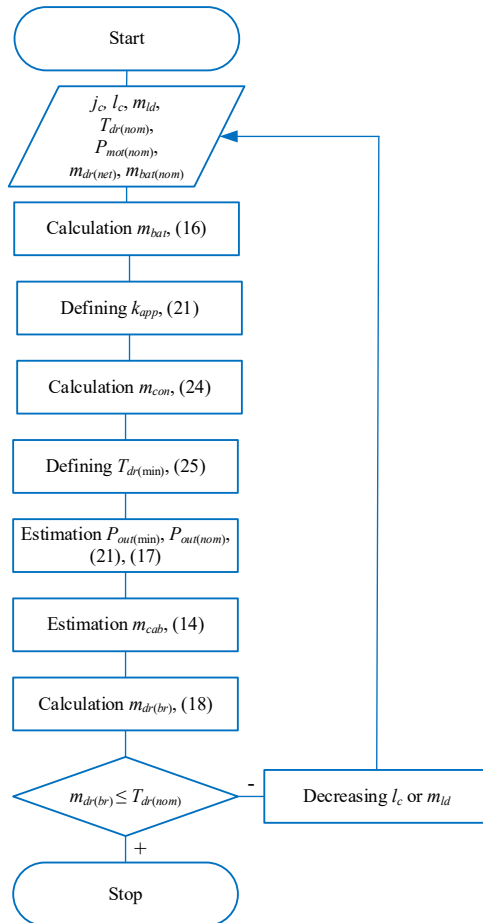 Start
j_c, l_c, m_ld,
T_dr(nom),
P_mot(nom),
m_dr(net), m_bat(nom)
Calculation m_bat, (16)
Defining k_app, (21)
Calculation m_con, (24)
Defining T_dr(min), (25)
Estimation P_out(min), P_out(nom),
(21), (17)
Estimation m_cab, (14)
Calculation m_dr(br), (18)
m_dr(br) ≤ T_dr(nom)
-
Decreasing l_c or m_ld
+
Stop